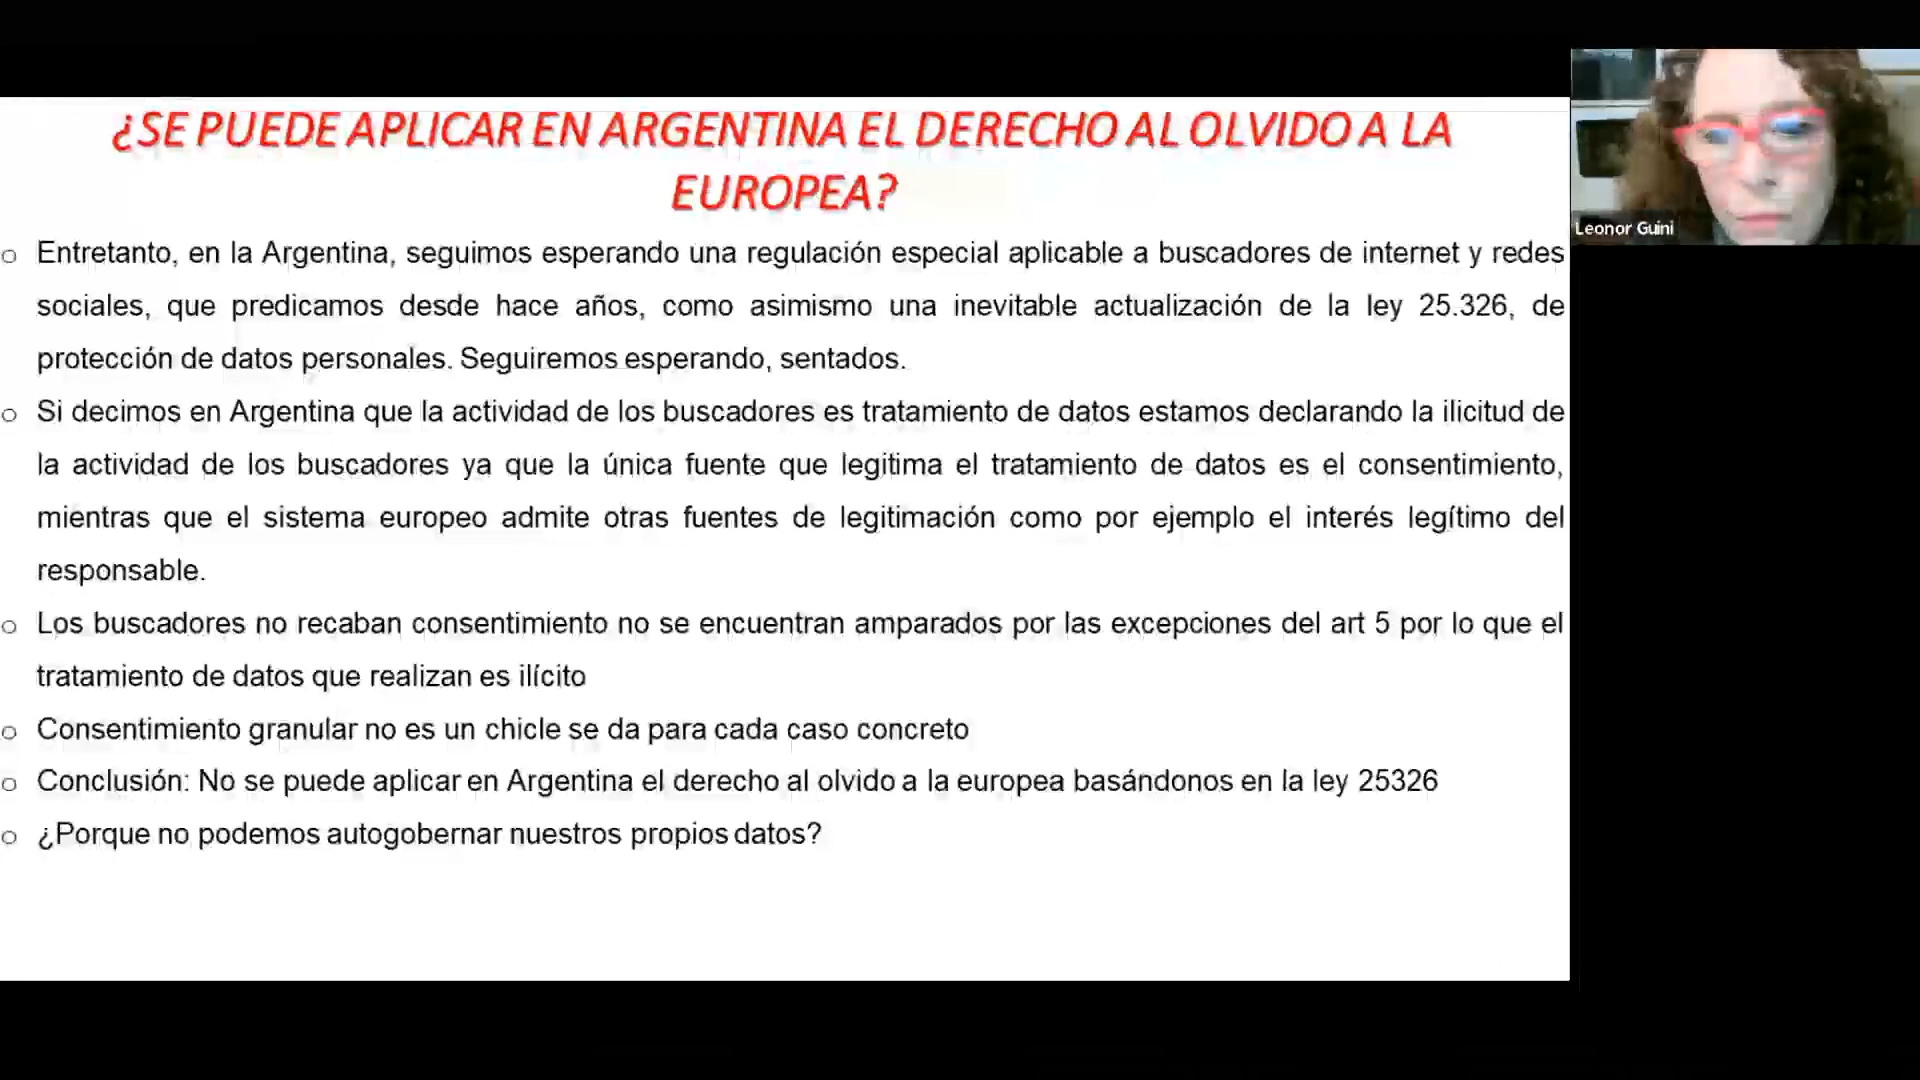 ¿SE PUEDE APLICAR EN ARGENTINA EL DERECHO AL OLVIDO A LA
EUROPEA?
Leonor Guini
o Entretanto, en la Argentina, seguimos esperando una regulación especial aplicable a buscadores de internet y redes
sociales, que predicamos desde hace años, como asimismo una inevitable actualización de la ley 25.326, de
protección de datos personales. Seguiremos esperando, sentados.
o Si decimos en Argentina que la actividad de los buscadores es tratamiento de datos estamos declarando la ilicitud de
la actividad de los buscadores ya que la única fuente que legitima el tratamiento de datos es el consentimiento,
mientras que el sistema europeo admite otras fuentes de legitimación como por ejemplo el interés legítimo del
responsable.
o Los buscadores no recaban consentimiento no se encuentran amparados por las excepciones del art 5 por lo que el
tratamiento de datos que realizan es ilícito
o Consentimiento granular no es un chicle se da para cada caso concreto
o Conclusión: No se puede aplicar en Argentina el derecho al olvido a la europea basándonos en la ley 25326
o ¿Porque no podemos autogobernar nuestros propios datos?